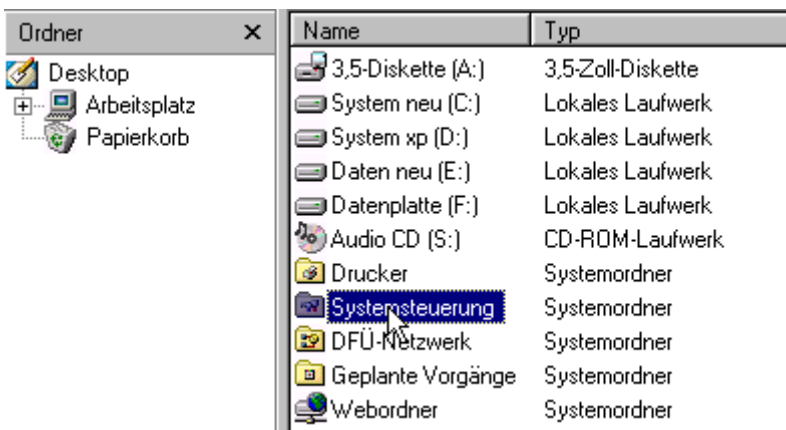 Ordner
Desktop
Arbeitsplatz
Papierkorb
Name Typ
3,5-Diskette (A:) 3,5-Zoll-Diskette
System neu (C:) Lokales Laufwerk
System xp (D:) Lokales Laufwerk
Daten neu (E:) Lokales Laufwerk
Datenplatte (F:) Lokales Laufwerk
Audio CD (S:) CD-ROM-Laufwerk
Drucker Systemordner
Systemsteuerung Systemordner
DFÜ-Netzwerk Systemordner
Geplante Vorgänge Systemordner
Webordner Systemordner